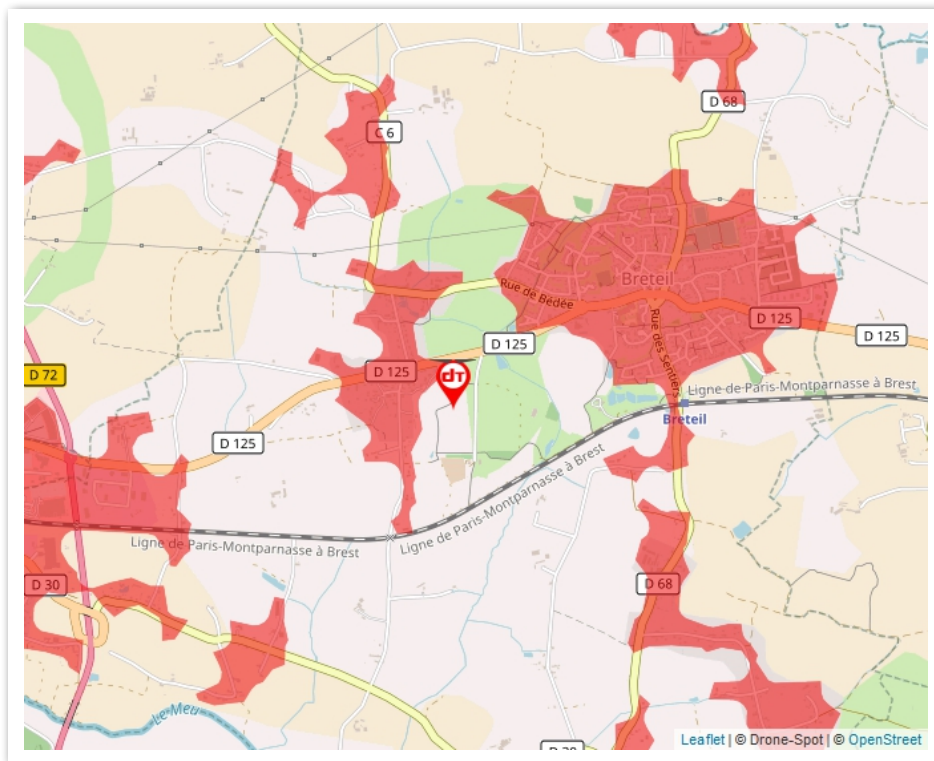 D 68
C 6
Breteil
Rue de Bédée
D 125
D 125
D 125
Rue des Sentiers
D 72
D 125
dT
Ligne de Paris-Montparnasse à Brest
Breteil
D 125
Ligne de Paris-Montparnasse à Brest
Ligne de Paris-Montparnasse à Brest
D 30
D 68
Le Meu
Leaflet | © Drone-Spot | © OpenStreet